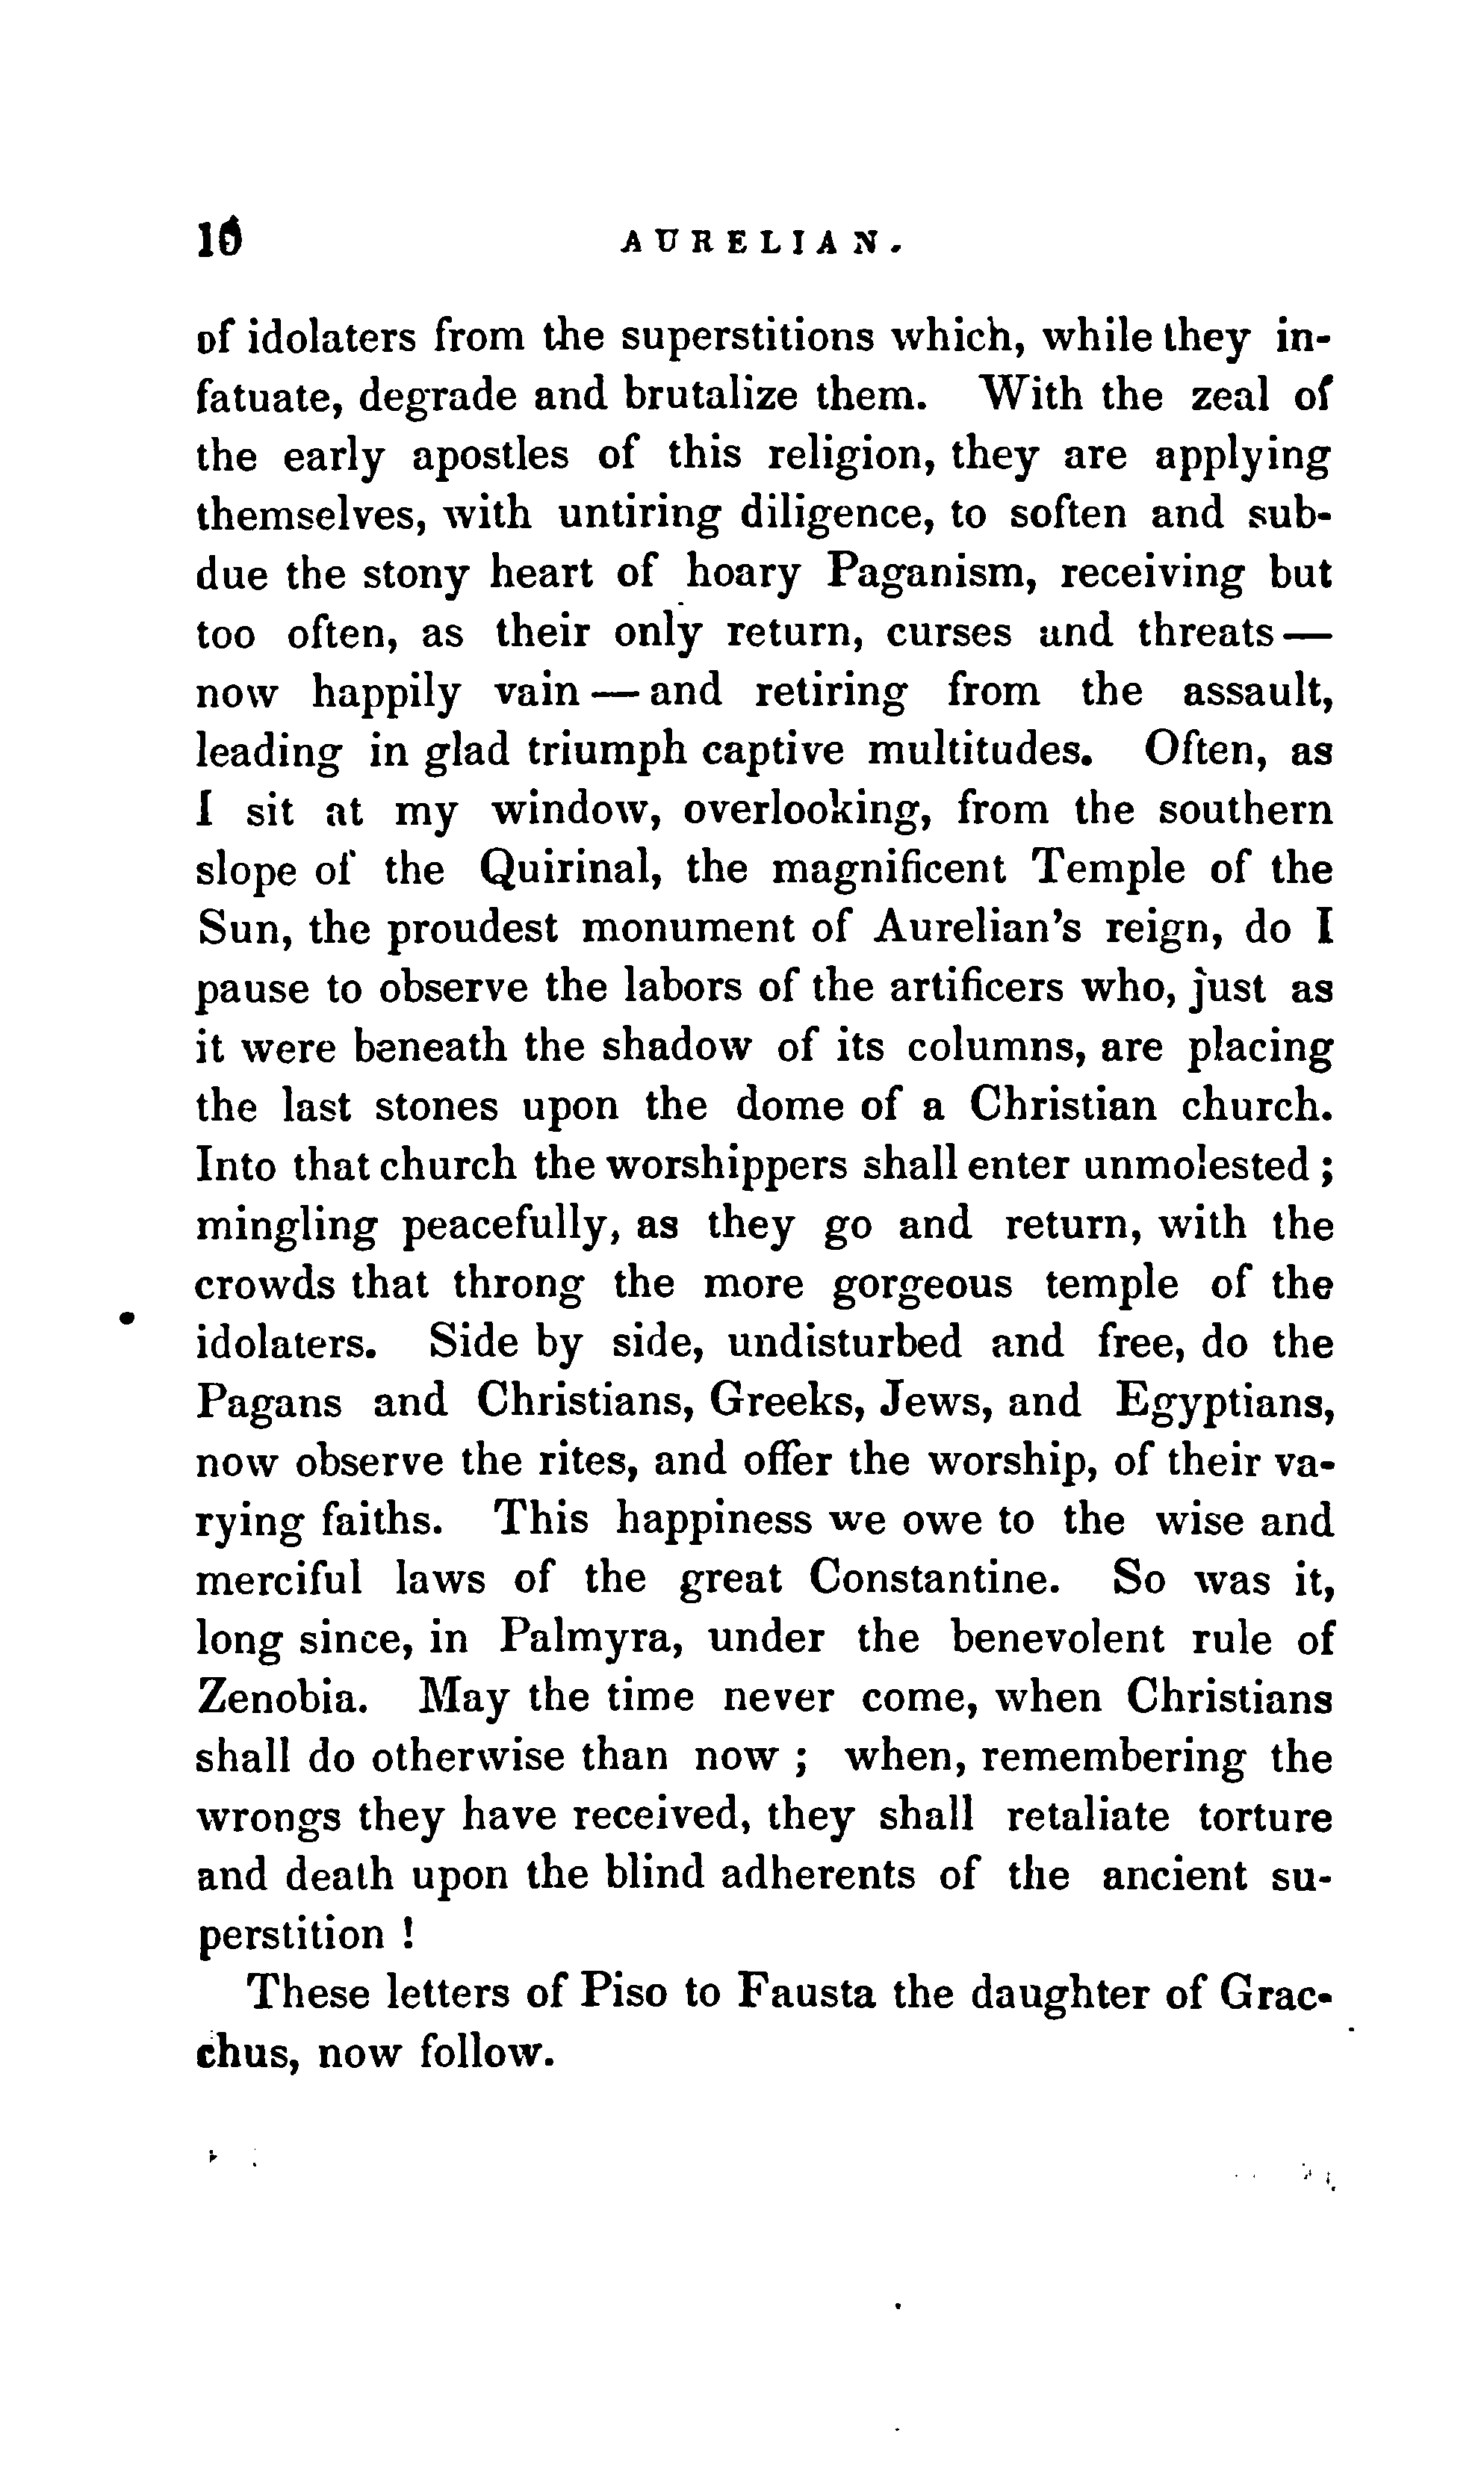 10 AURELIAN.
of idolaters from the superstitions which, while they in-
fatuate, degrade and brutalize them. With the zeal of
the early apostles of this religion, they are applying
themselves, with untiring diligence, to soften and sub-
due the stony heart of hoary Paganism, receiving but
too often, as their only return, curses and threats —
now happily vain — and retiring from the assault,
leading in glad triumph captive multitudes. Often, as
I sit at my window, overlooking, from the southern
slope of the Quirinal, the magnificent Temple of the
Sun, the proudest monument of Aurelian's reign, do I
pause to observe the labors of the artificers who, just as
it were beneath the shadow of its columns, are placing
the last stones upon the dome of a Christian church.
Into that church the worshippers shall enter unmolested ;
mingling peacefully, as they go and return, with the
crowds that throng the more gorgeous temple of the
idolaters. Side by side, undisturbed and free, do the
Pagans and Christians, Greeks, Jews, and Egyptians,
now observe the rites, and offer the worship, of their va-
rying faiths. This happiness we owe to the wise and
merciful laws of the great Constantine. So was it,
long since, in Palmyra, under the benevolent rule of
Zenobia. May the time never come, when Christians
shall do otherwise than now ; when, remembering the
wrongs they have received, they shall retaliate torture
and death upon the blind adherents of the ancient su-
perstition !
These letters of Piso to Fausta the daughter of Grac-
chus, now follow.